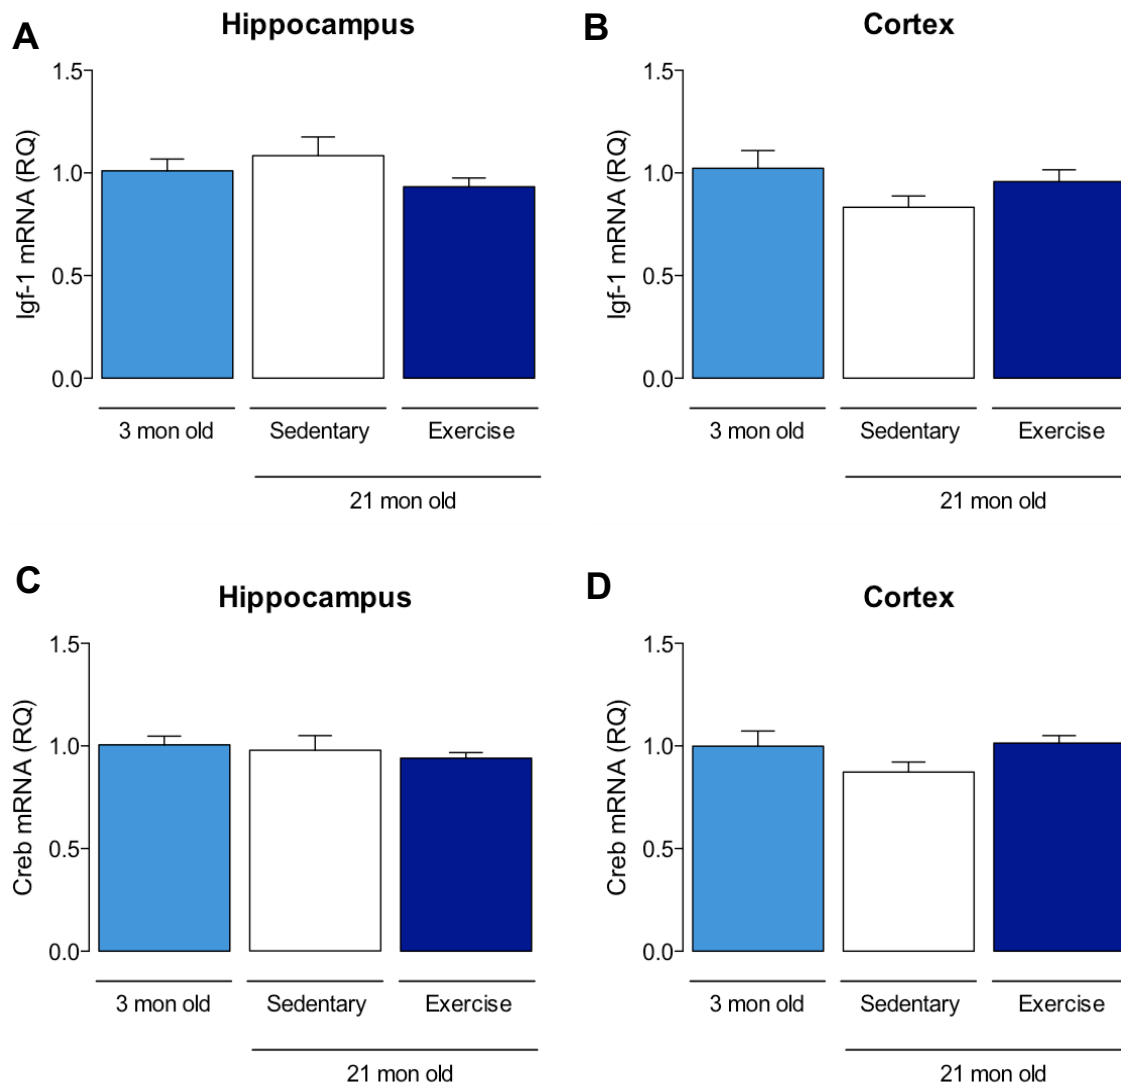 A
Hippocampus
Igf-1 mRNA (RQ)
1.5
1.0
0.5
0.0
3 mon old
Sedentary
Exercise
21 mon old
B
Cortex
Igf-1 mRNA (RQ)
1.5
1.0
0.5
0.0
3 mon old
Sedentary
Exercise
21 mon old
C
Hippocampus
Creb mRNA (RQ)
1.5
1.0
0.5
0.0
3 mon old
Sedentary
Exercise
21 mon old
D
Cortex
Creb mRNA (RQ)
1.5
1.0
0.5
0.0
3 mon old
Sedentary
Exercise
21 mon old